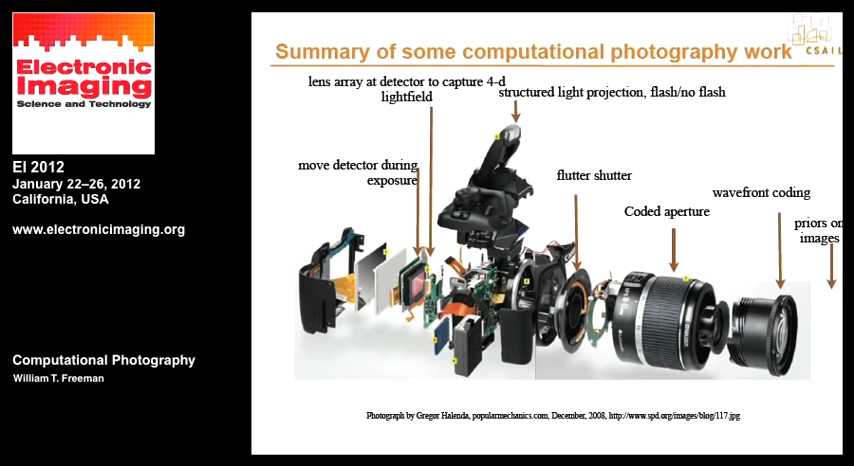 Electronic
Imaging
Science and Technology
EI 2012
January 22–26, 2012
California, USA
www.electronicimaging.org
Computational Photography
William T. Freeman
Summary of some computational photography work
CSAIL
lens array at detector to capture 4-d
lightfield
structured light projection, flash/no flash
move detector during
exposure
flutter shutter
Coded aperture
wavefront coding
priors on
images
Photograph by Gregor Halenda, popularmechanics.com, December, 2008, http://www.spd.org/images/blog/117.jpg